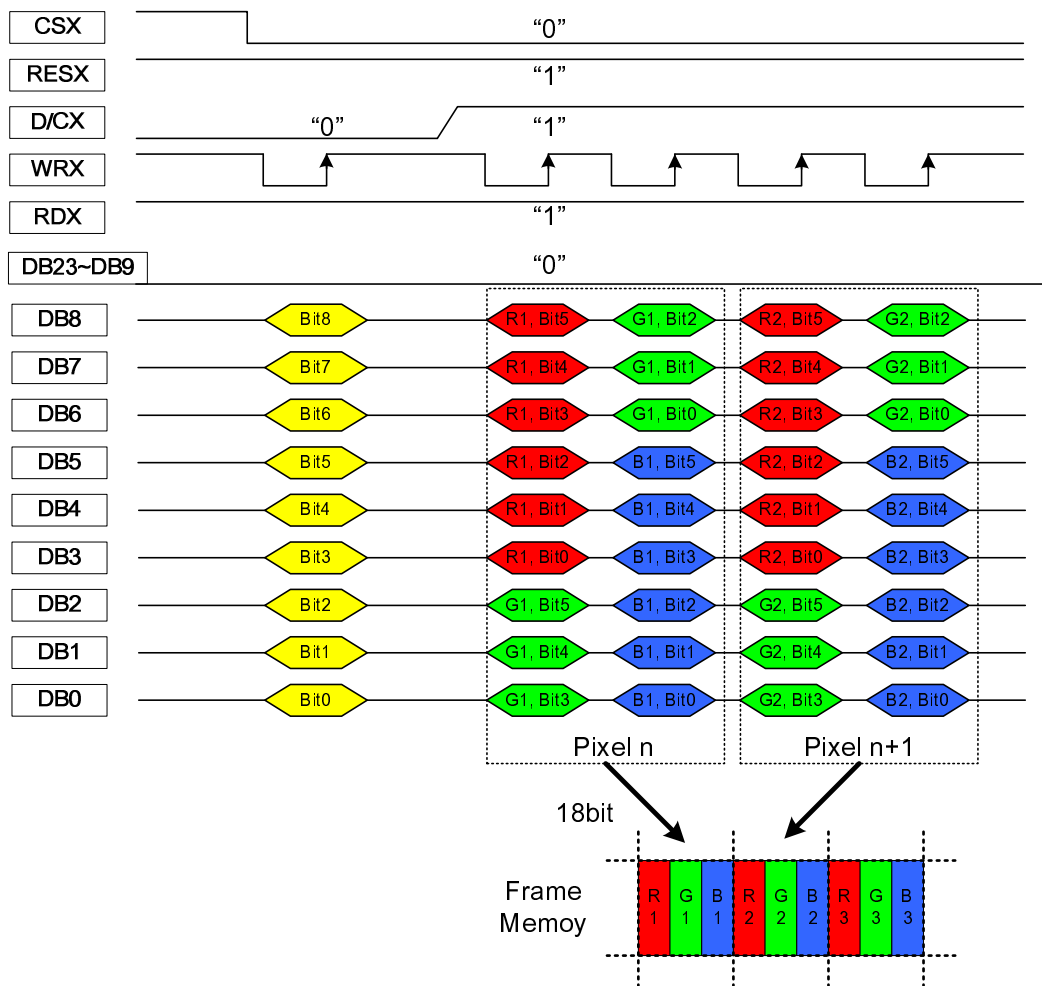 CSX “0”
RESX “1”
D/CX “0” “1”
WRX
RDX “1”
DB23~DB9 “0”
DB8 Bit8 R1, Bit5 G1, Bit2 R2, Bit5 G2, Bit2
DB7 Bit7 R1, Bit4 G1, Bit1 R2, Bit4 G2, Bit1
DB6 Bit6 R1, Bit3 G1, Bit0 R2, Bit3 G2, Bit0
DB5 Bit5 R1, Bit2 B1, Bit5 R2, Bit2 B2, Bit5
DB4 Bit4 R1, Bit1 B1, Bit4 R2, Bit1 B2, Bit4
DB3 Bit3 R1, Bit0 B1, Bit3 R2, Bit0 B2, Bit3
DB2 Bit2 G1, Bit5 B1, Bit2 G2, Bit5 B2, Bit2
DB1 Bit1 G1, Bit4 B1, Bit1 G2, Bit4 B2, Bit1
DB0 Bit0 G1, Bit3 B1, Bit0 G2, Bit3 B2, Bit0
Pixel n Pixel n+1
18bit
Frame
Memoy
R G B R G B R G B
1 1 1 2 2 2 3 3 3